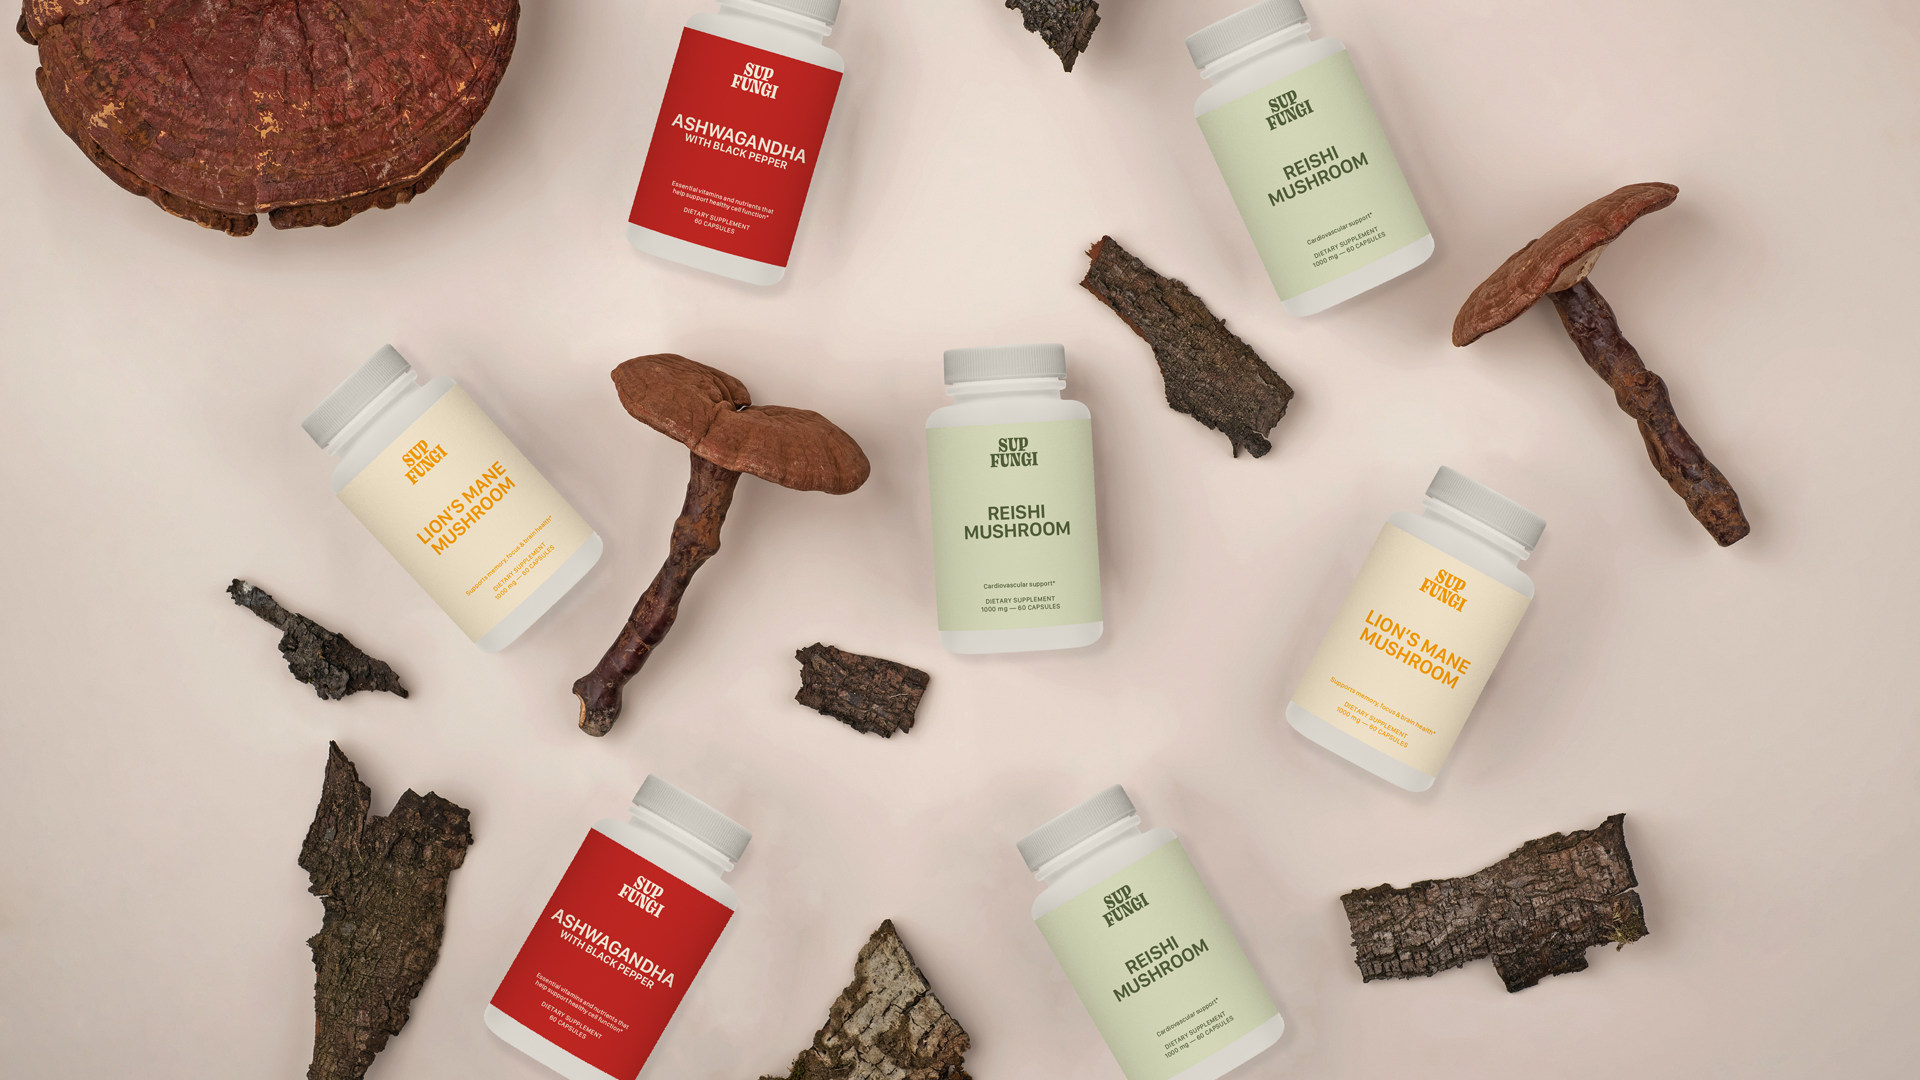 SUP
FUNGI
ASHWAGANDHA
WITH BLACK PEPPER
Essential vitamins and nutrients that
help support healthy cell function*
DIETARY SUPPLEMENT
60 CAPSULES
SUP
FUNGI
REISHI
MUSHROOM
Cardiovascular support*
DIETARY SUPPLEMENT
1000 mg — 60 CAPSULES
SUP
FUNGI
LION'S MANE
MUSHROOM
Supports memory, focus & brain health*
DIETARY SUPPLEMENT
1000 mg — 60 CAPSULES
SUP
FUNGI
REISHI
MUSHROOM
Cardiovascular support*
DIETARY SUPPLEMENT
1000 mg — 60 CAPSULES
SUP
FUNGI
LION'S MANE
MUSHROOM
Supports memory, focus & brain health*
DIETARY SUPPLEMENT
1000 mg — 60 CAPSULES
SUP
FUNGI
ASHWAGANDHA
WITH BLACK PEPPER
Essential vitamins and nutrients that
help support healthy cell function*
DIETARY SUPPLEMENT
60 CAPSULES
SUP
FUNGI
REISHI
MUSHROOM
Cardiovascular support*
DIETARY SUPPLEMENT
1000 mg — 60 CAPSULES